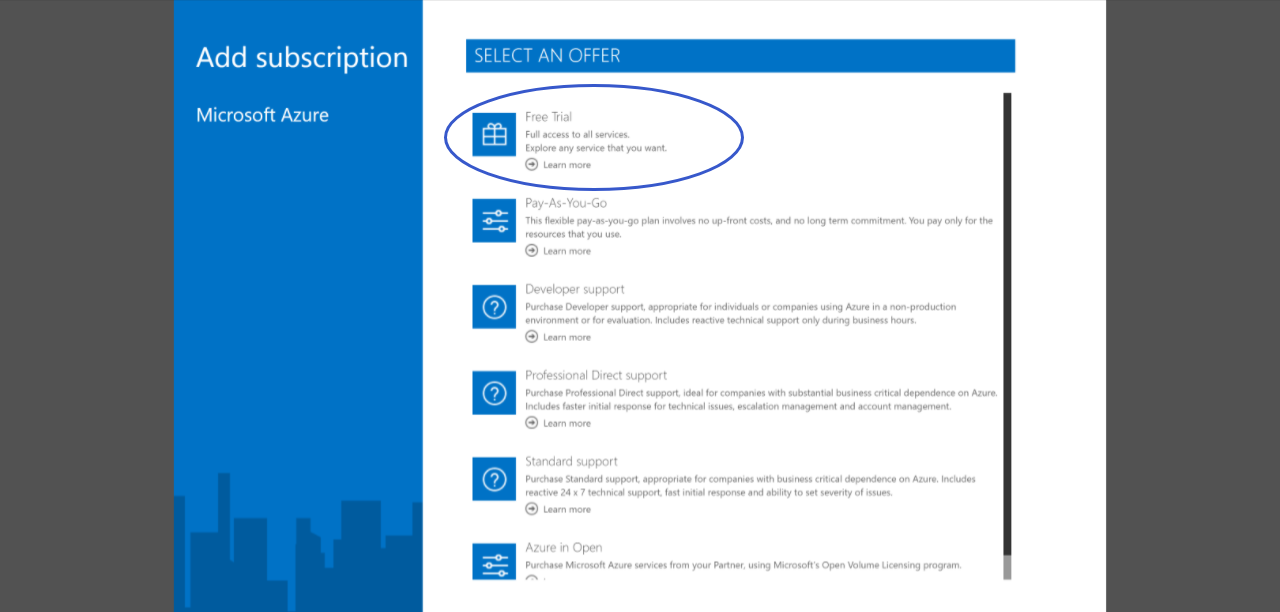 Add subscription
Microsoft Azure
SELECT AN OFFER
Free Trial
Full access to all services.
Explore any service that you want.
Learn more
Pay-As-You-Go
This flexible pay-as-you-go plan involves no up-front costs, and no long term commitment. You pay only for the
resources that you use.
Learn more
Developer support
Purchase Developer support, appropriate for individuals or companies using Azure in a non-production
environment or for evaluation. Includes reactive technical support only during business hours.
Learn more
Professional Direct support
Purchase Professional Direct support, ideal for companies with substantial business critical dependence on Azure.
Includes faster initial response for technical issues, escalation management and account management.
Learn more
Standard support
Purchase Standard support, appropriate for companies with business critical dependence on Azure. Includes
reactive 24 x 7 technical support, fast initial response and ability to set severity of issues.
Learn more
Azure in Open
Purchase Microsoft Azure services from your Partner, using Microsoft's Open Volume Licensing program.